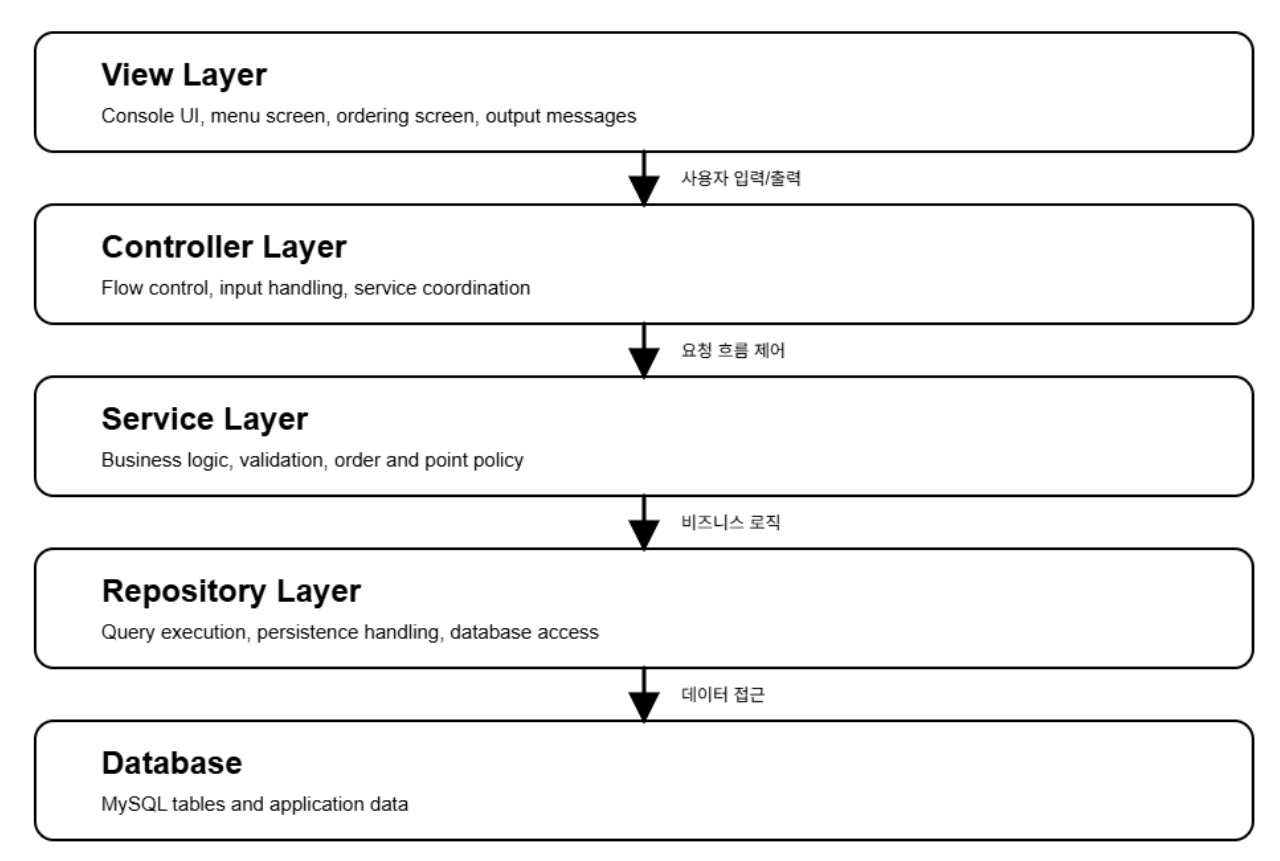 View Layer
Console UI, menu screen, ordering screen, output messages
사용자 입력/출력
Controller Layer
Flow control, input handling, service coordination
요청 흐름 제어
Service Layer
Business logic, validation, order and point policy
비즈니스 로직
Repository Layer
Query execution, persistence handling, database access
데이터 접근
Database
MySQL tables and application data